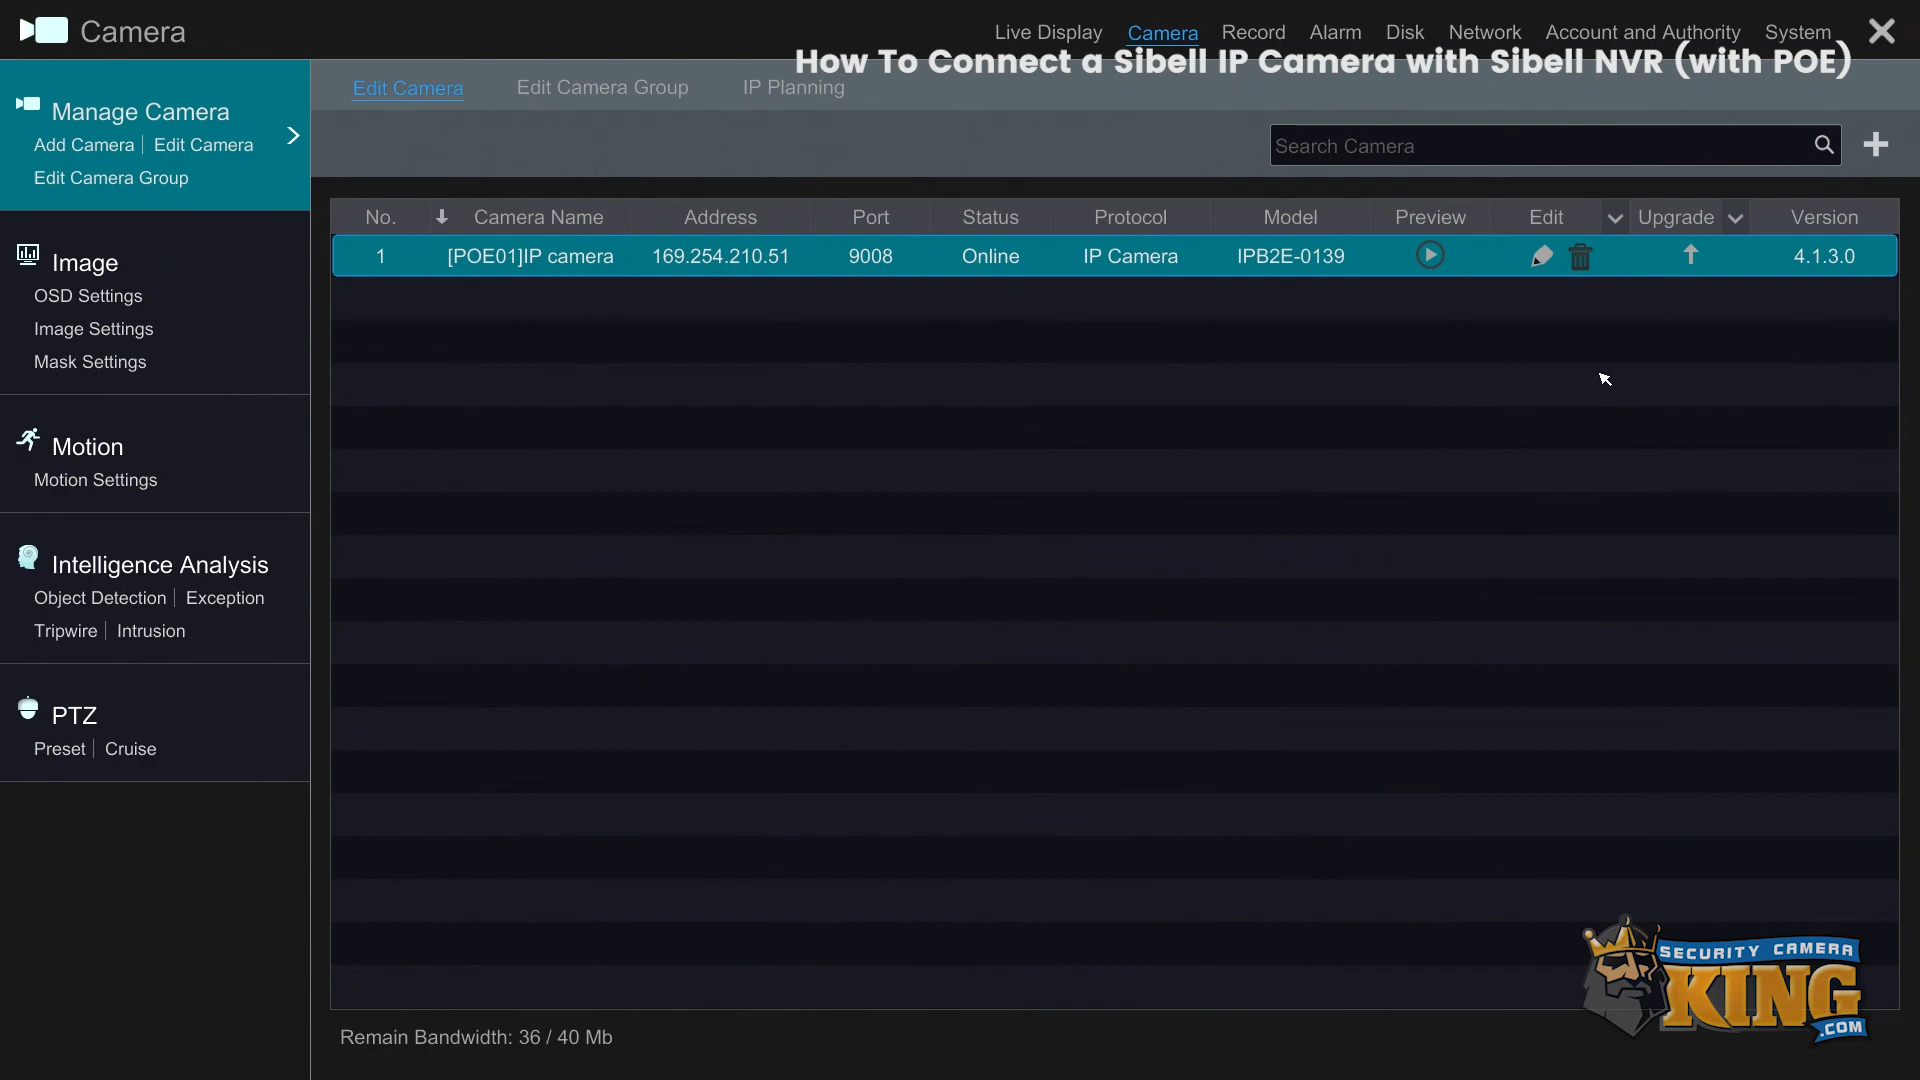 Camera
Live Display Camera Record Alarm Disk Network Account and Authority System
How To Connect a Sibell IP Camera with Sibell NVR (with POE)
Edit Camera Edit Camera Group IP Planning
Manage Camera
Add Camera | Edit Camera
Edit Camera Group
Search Camera
No. Camera Name Address Port Status Protocol Model Preview Edit Upgrade Version
1 [POE01]IP camera 169.254.210.51 9008 Online IP Camera IPB2E-0139 4.1.3.0
Image
OSD Settings
Image Settings
Mask Settings
Motion
Motion Settings
Intelligence Analysis
Object Detection | Exception
Tripwire | Intrusion
PTZ
Preset | Cruise
SECURITY CAMERA
KING
.COM
Remain Bandwidth: 36 / 40 Mb